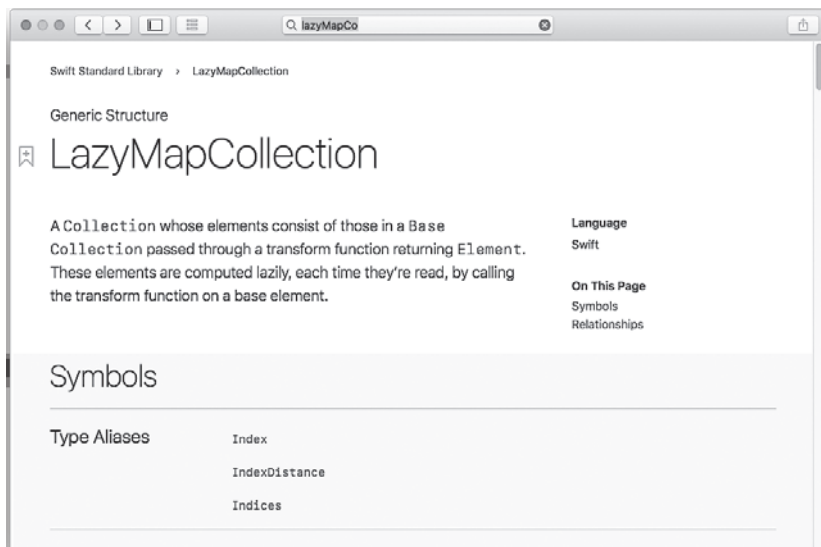 lazyMapCo
Swift Standard Library › LazyMapCollection
Generic Structure
LazyMapCollection
A Collection whose elements consist of those in a Base
Collection passed through a transform function returning Element.
These elements are computed lazily, each time they're read, by calling
the transform function on a base element.
Language
Swift
On This Page
Symbols
Relationships
Symbols
Type Aliases
Index
IndexDistance
Indices